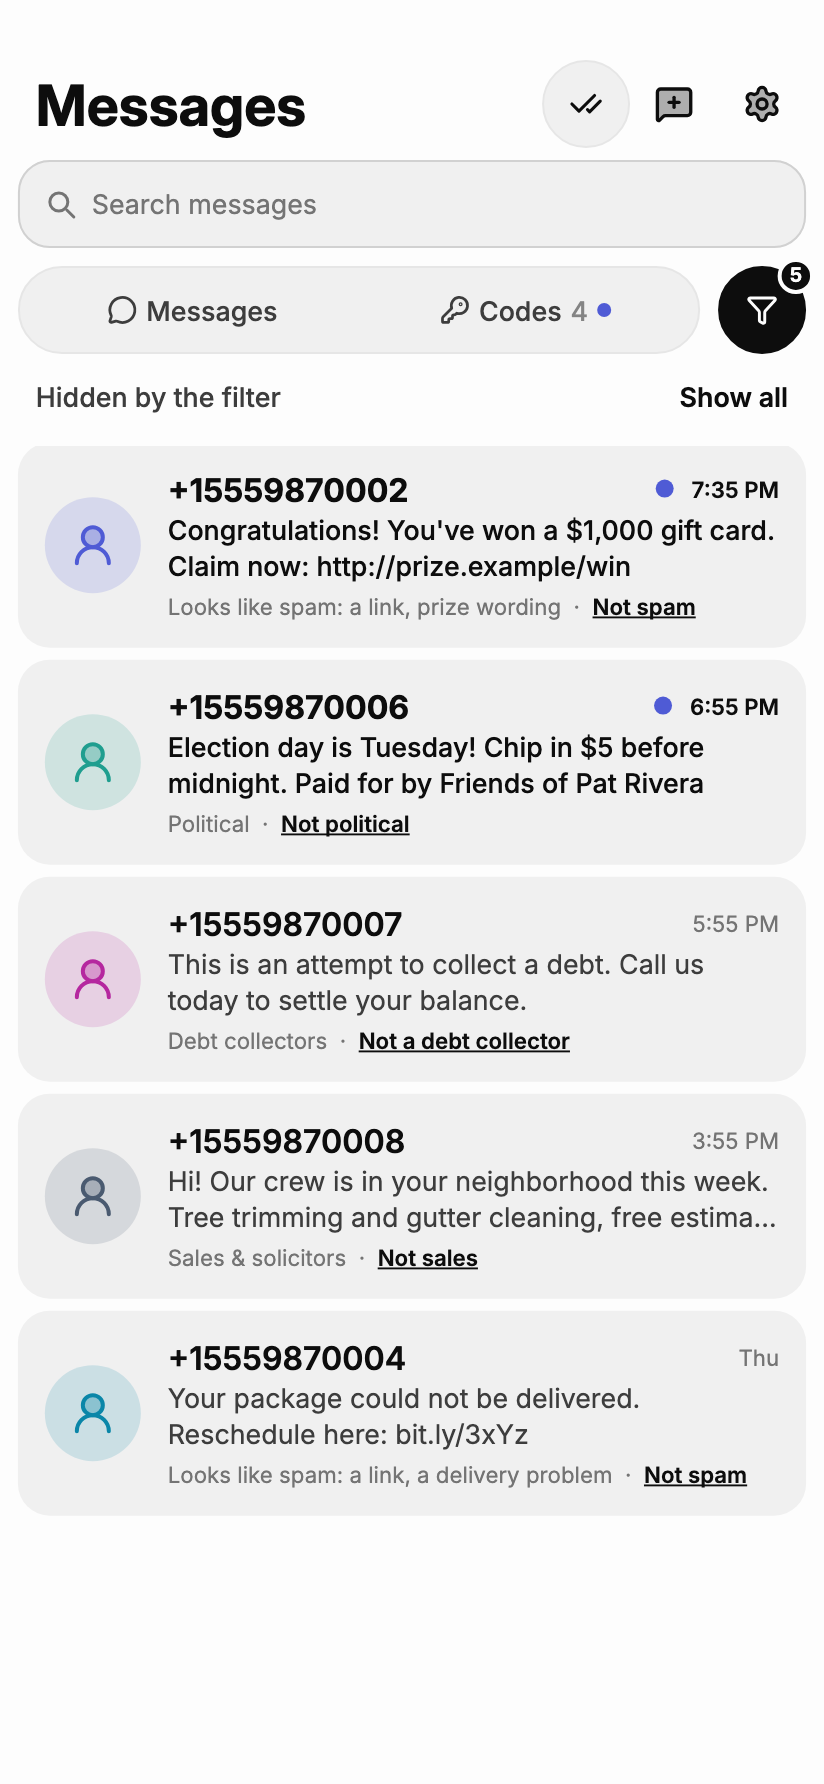 Messages
Search messages
Messages
Codes 4
5
Hidden by the filter
Show all
+15559870002
7:35 PM
Congratulations! You've won a $1,000 gift card.
Claim now: http://prize.example/win
Looks like spam: a link, prize wording · Not spam
+15559870006
6:55 PM
Election day is Tuesday! Chip in $5 before
midnight. Paid for by Friends of Pat Rivera
Political · Not political
+15559870007
5:55 PM
This is an attempt to collect a debt. Call us
today to settle your balance.
Debt collectors · Not a debt collector
+15559870008
3:55 PM
Hi! Our crew is in your neighborhood this week.
Tree trimming and gutter cleaning, free estima...
Sales & solicitors · Not sales
+15559870004
Thu
Your package could not be delivered.
Reschedule here: bit.ly/3xYz
Looks like spam: a link, a delivery problem · Not spam